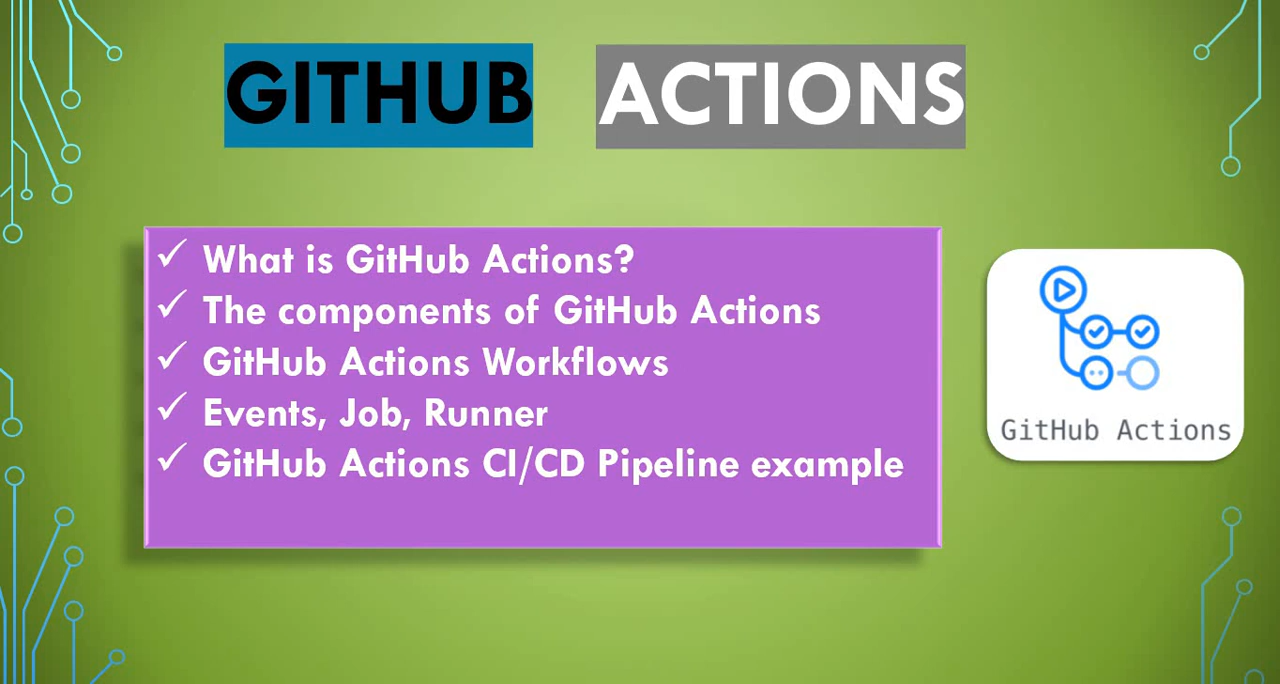 GITHUB ACTIONS
✓ What is GitHub Actions?
✓ The components of GitHub Actions
✓ GitHub Actions Workflows
✓ Events, Job, Runner
✓ GitHub Actions CI/CD Pipeline example
GitHub Actions